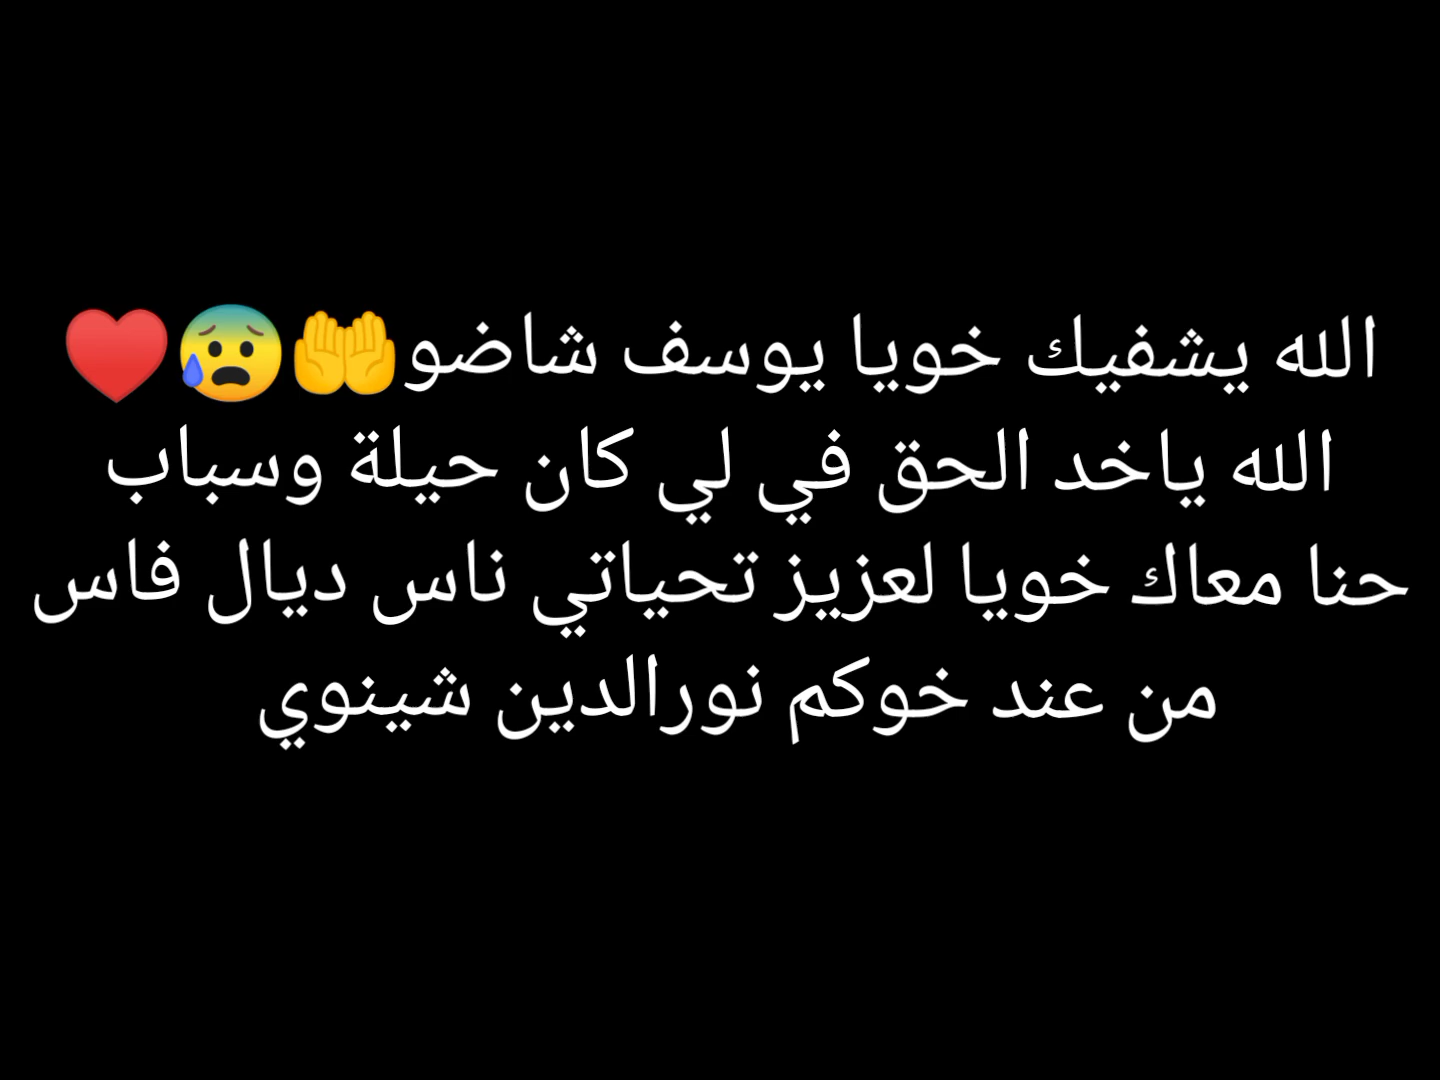 الله يشفيك خويا يوسف شاضو🤲😰♥️
الله ياخد الحق في لي كان حيلة وسباب
حنا معاك خويا لعزيز تحياتي ناس ديال فاس
من عند خوكم نورالدين شينوي